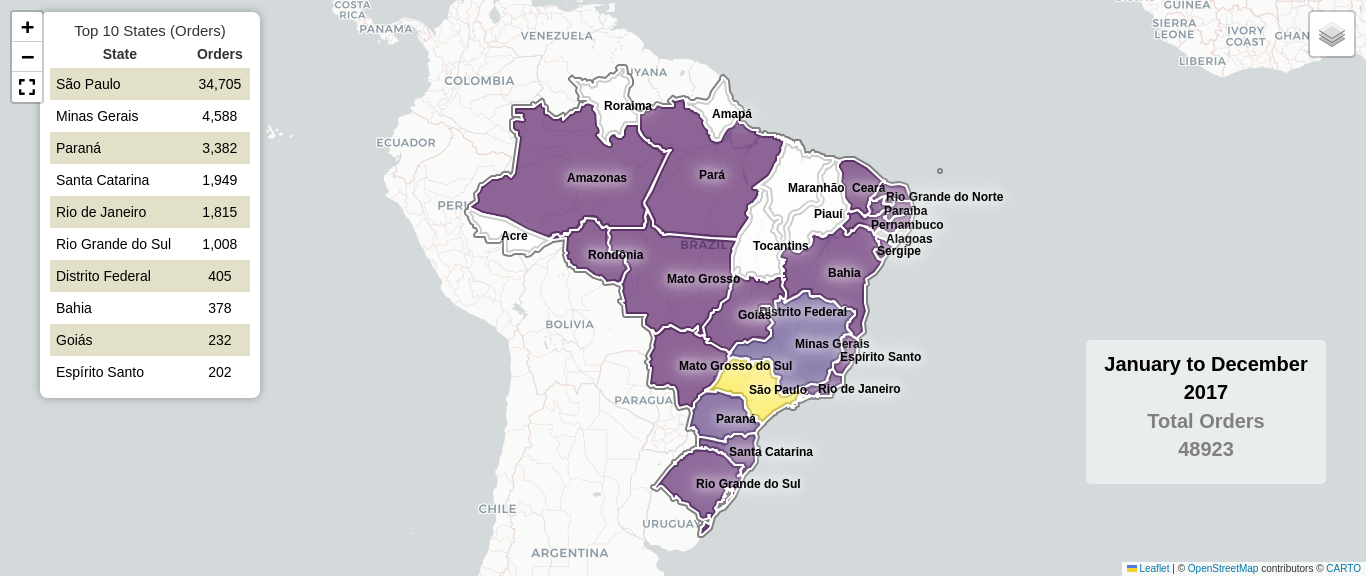 +
−
Top 10 States (Orders)
State Orders
São Paulo 34,705
Minas Gerais 4,588
Paraná 3,382
Santa Catarina 1,949
Rio de Janeiro 1,815
Rio Grande do Sul 1,008
Distrito Federal 405
Bahia 378
Goiás 232
Espírito Santo 202
COSTA
RICA
PANAMA
VENEZUELA
COLOMBIA
ECUADOR
BRAZIL
BOLIVIA
CHILE
URUGUAY
ARGENTINA
GUINEA
SIERRA
LEONE
IVORY
COAST
LIBERIA
Roraima
Amapá
Amazonas
Pará
Maranhão
Ceará
Rio Grande do Norte
Paraíba
Piauí
Pernambuco
Acre
Alagoas
Tocantins
Sergipe
Rondônia
Mato Grosso
Bahia
Goiás
Distrito Federal
Minas Gerais
Espírito Santo
Mato Grosso do Sul
São Paulo
Rio de Janeiro
Paraná
Santa Catarina
Rio Grande do Sul
January to December
2017
Total Orders
48923
Leaflet | © OpenStreetMap contributors © CARTO